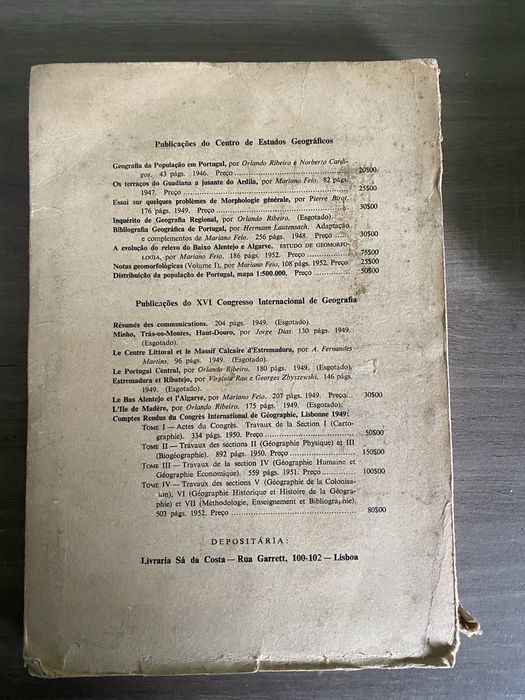 Publicações do Centro de Estudos Geográficos
Geografia da População em Portugal, por Orlando Ribeiro e Norberto Cardi-
gos. 43 págs. 1946. Preço ........ 20$00
Os terraços do Guadiana a jusante do Ardila, por Mariano Feio. 82 págs.
1947. Preço ........ 25$00
Essai sur quelques problèmes de Morphologie générale, por Pierre Birot.
176 págs. 1949. Preço ........ 30$00
Inquérito de Geografia Regional, por Orlando Ribeiro. (Esgotado).
Bibliografia Geográfica de Portugal, por Hermann Lautensach. Adaptação
e complementos de Mariano Feio. 256 págs. 1948. Preço ..... 30$00
A evolução do relevo do Baixo Alentejo e Algarve. ESTUDO DE GEOMORFO-
LOGIA, por Mariano Feio. 186 págs. 1952. Preço ........ 75$00
Notas geomorfológicas (Volume I), por Mariano Feio, 108 págs. 1952. Preço. 25$00
Distribuição da população de Portugal, mapa 1:500.000. Preço ........ 50$00
Publicações do XVI Congresso Internacional de Geografia
Résumés des communications. 204 págs. 1949. (Esgotado).
Minho, Trás-os-Montes, Haut-Douro, por Jorge Dias. 130 págs. 1949.
(Esgotado).
Le Centre Littoral et le Massif Calcaire d'Estremadura, por A. Fernandes
Martins. 96 págs. 1949. (Esgotado).
Le Portugal Central, por Orlando Ribeiro. 180 págs. 1949. (Esgotado).
Estremadura et Ribatejo, por Virgínia Rau e Georges Zbyszewski. 146 págs.
1949. (Esgotado).
Le Bas Alentejo et l'Algarve, por Mariano Feio. 207 págs. 1949. Preço... 30$00
L'Ile de Madère, por Orlando Ribeiro. 175 págs. 1949. (Esgotado).
Comptes Rendus du Congrès International de Géographie, Lisbonne 1949:
TOME I — Actes du Congrès. Travaux de la Section I (Carto-
graphie). 334 págs. 1950. Preço ........ 50$00
TOME II — Travaux des sections II (Géographie Physique) et III
(Biogéographie). 892 págs. 1950. Preço ........ 150$00
TOME III — Travaux de la section IV (Géographie Humaine et
Géographie Economique). 559 págs. 1951. Preço ........ 100$00
TOME IV — Travaux des sections V (Géographie de la Colonisa-
tion), VI (Géographie Historique et Histoire de la Géogra-
phie) et VII (Méthodologie, Enseignement et Bibliographie).
503 págs. 1952. Preço ........ 80$00
DEPOSITÁRIA:
Livraria Sá da Costa — Rua Garrett, 100-102 — Lisboa